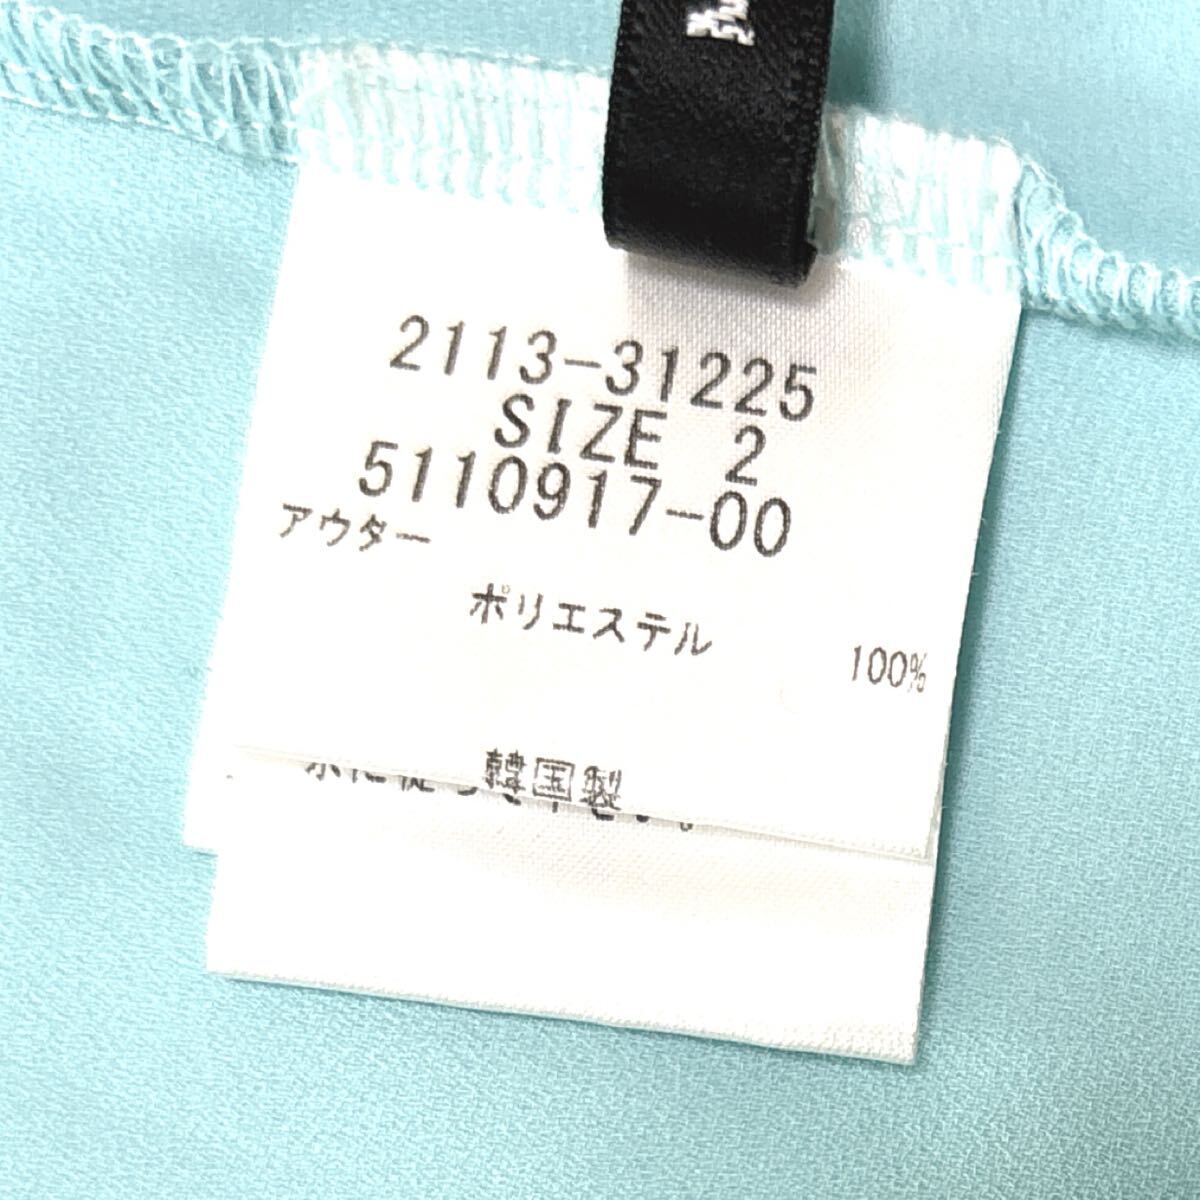 2113-31225
SIZE 2
5110917-00
アウター
ポリエステル 100%
韓国製